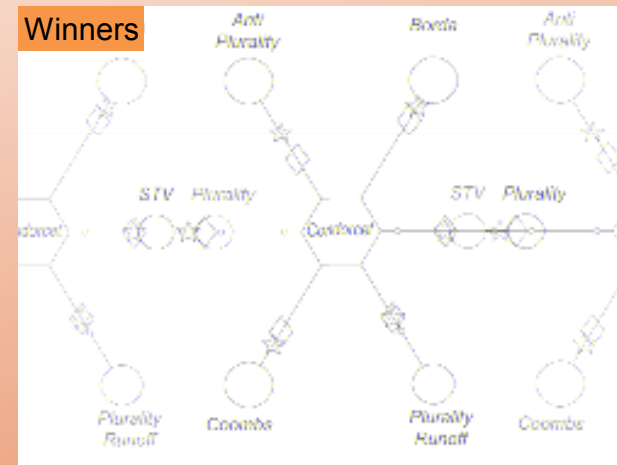 Winners
Anti
Plurality
Borda
Anti
Plurality
STV Plurality
STV Plurality
Condorcet
Plurality
Runoff
Coombs
Plurality
Runoff
Coombs